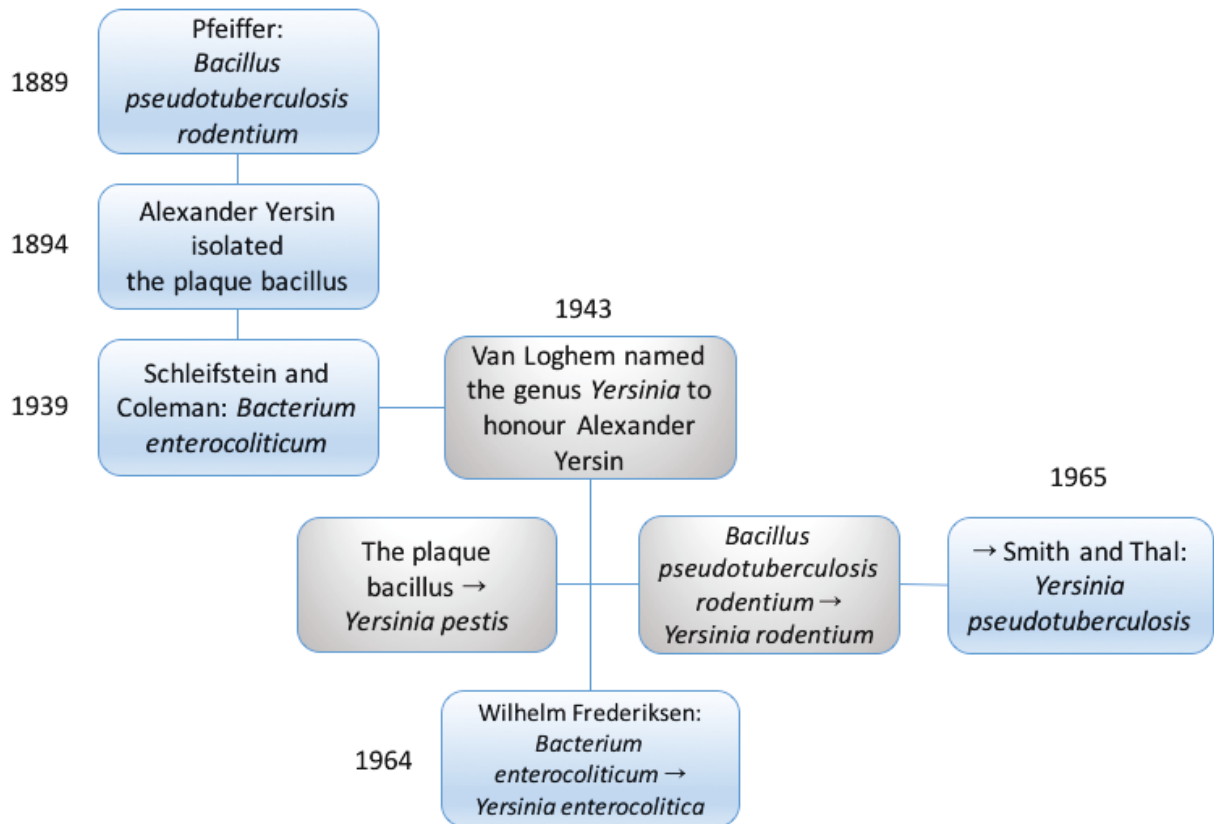 1889
Pfeiffer:
Bacillus
pseudotuberculosis
rodentium
1894
Alexander Yersin
isolated
the plaque bacillus
1939
Schleifstein and
Coleman: Bacterium
enterocoliticum
1943
Van Loghem named
the genus Yersinia to
honour Alexander
Yersin
The plaque
bacillus →
Yersinia pestis
Bacillus
pseudotuberculosis
rodentium →
Yersinia rodentium
1965
→ Smith and Thal:
Yersinia
pseudotuberculosis
1964
Wilhelm Frederiksen:
Bacterium
enterocoliticum →
Yersinia enterocolitica